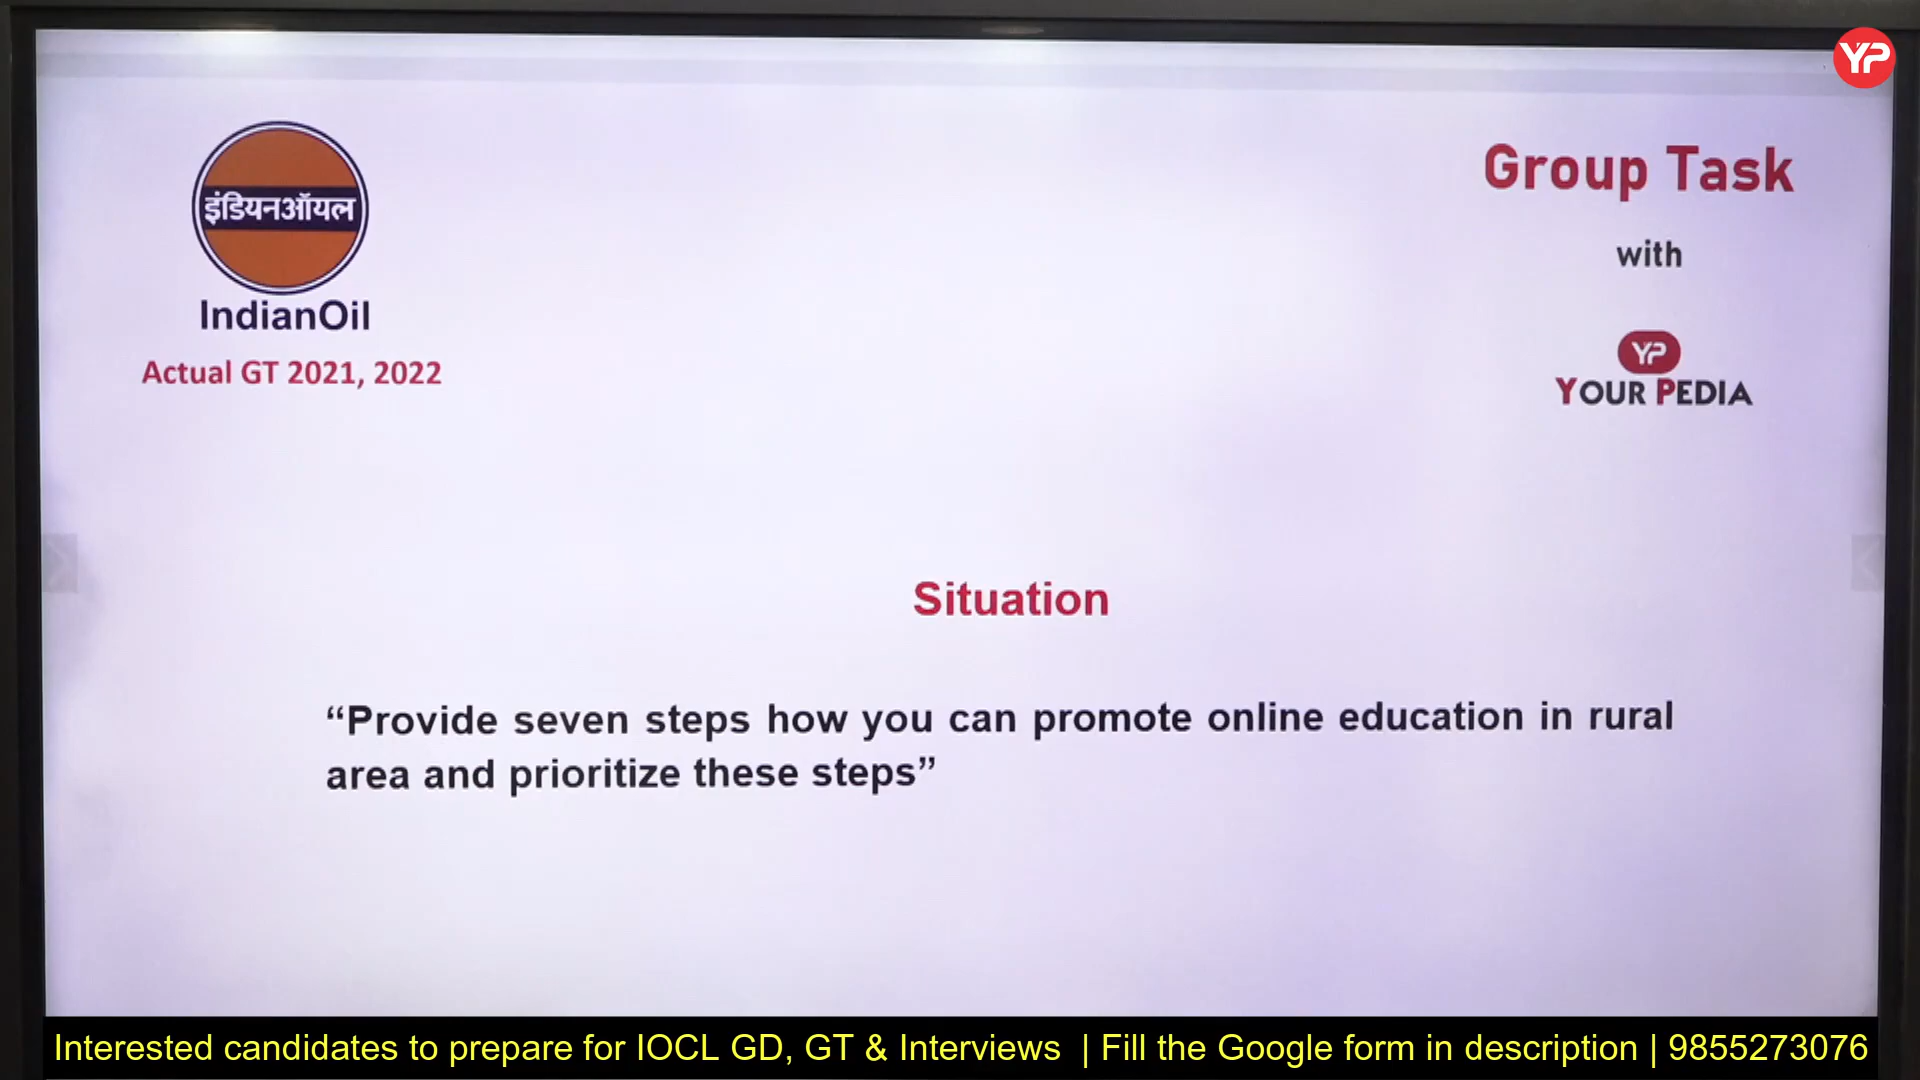 YP
इंडियनऑयल
IndianOil
Actual GT 2021, 2022
Group Task
with
YP
YOUR PEDIA
Situation
“Provide seven steps how you can promote online education in rural
area and prioritize these steps”
Interested candidates to prepare for IOCL GD, GT & Interviews | Fill the Google form in description | 9855273076